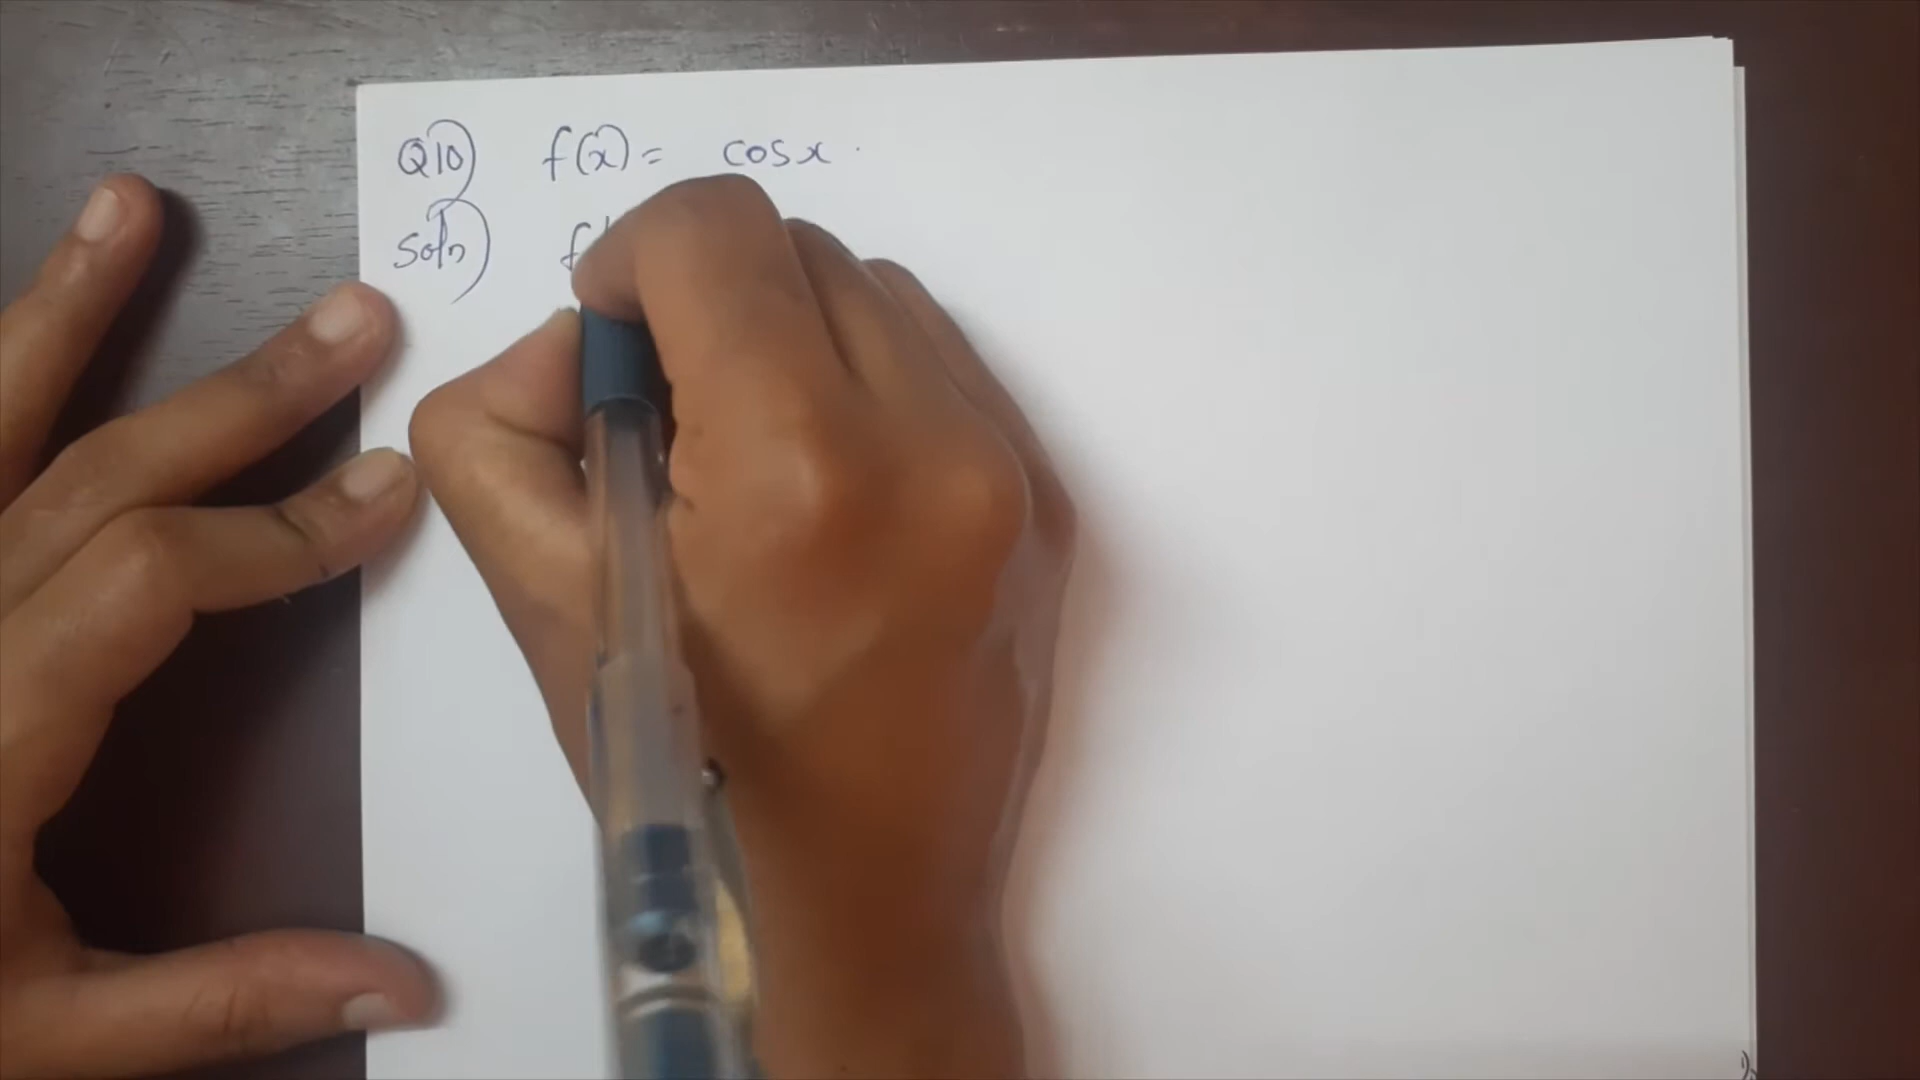 Q10) f(x) = cos x .
Soln) f'